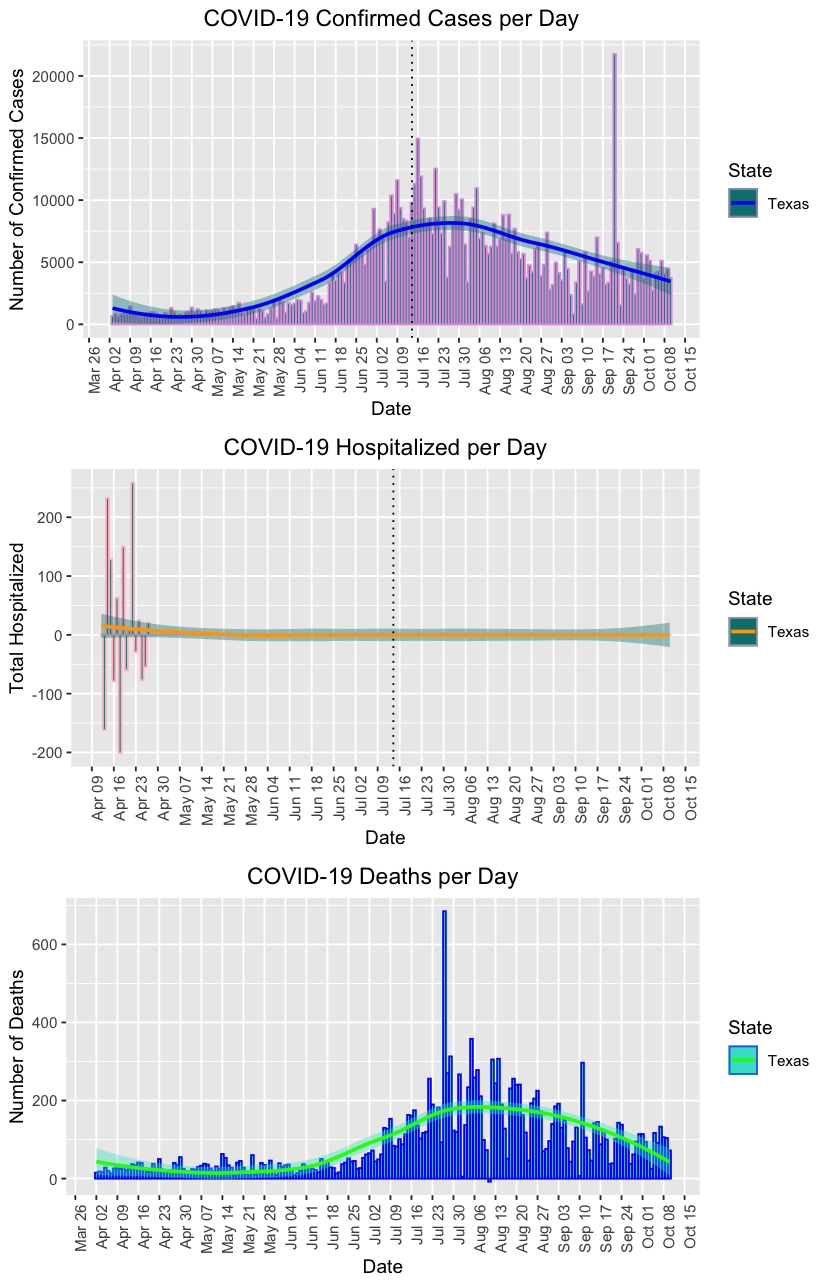 COVID-19 Confirmed Cases per Day
Number of Confirmed Cases
20000
15000
10000
5000
0
Mar 26
Apr 02
Apr 09
Apr 16
Apr 23
Apr 30
May 07
May 14
May 21
May 28
Jun 04
Jun 11
Jun 18
Jun 25
Jul 02
Jul 09
Jul 16
Jul 23
Jul 30
Aug 06
Aug 13
Aug 20
Aug 27
Sep 03
Sep 10
Sep 17
Sep 24
Oct 01
Oct 08
Oct 15
Date
State
Texas
COVID-19 Hospitalized per Day
Total Hospitalized
200
100
0
-100
-200
Apr 09
Apr 16
Apr 23
Apr 30
May 07
May 14
May 21
May 28
Jun 04
Jun 11
Jun 18
Jun 25
Jul 02
Jul 09
Jul 16
Jul 23
Jul 30
Aug 06
Aug 13
Aug 20
Aug 27
Sep 03
Sep 10
Sep 17
Sep 24
Oct 01
Oct 08
Oct 15
Date
State
Texas
COVID-19 Deaths per Day
Number of Deaths
600
400
200
0
Mar 26
Apr 02
Apr 09
Apr 16
Apr 23
Apr 30
May 07
May 14
May 21
May 28
Jun 04
Jun 11
Jun 18
Jun 25
Jul 02
Jul 09
Jul 16
Jul 23
Jul 30
Aug 06
Aug 13
Aug 20
Aug 27
Sep 03
Sep 10
Sep 17
Sep 24
Oct 01
Oct 08
Oct 15
Date
State
Texas